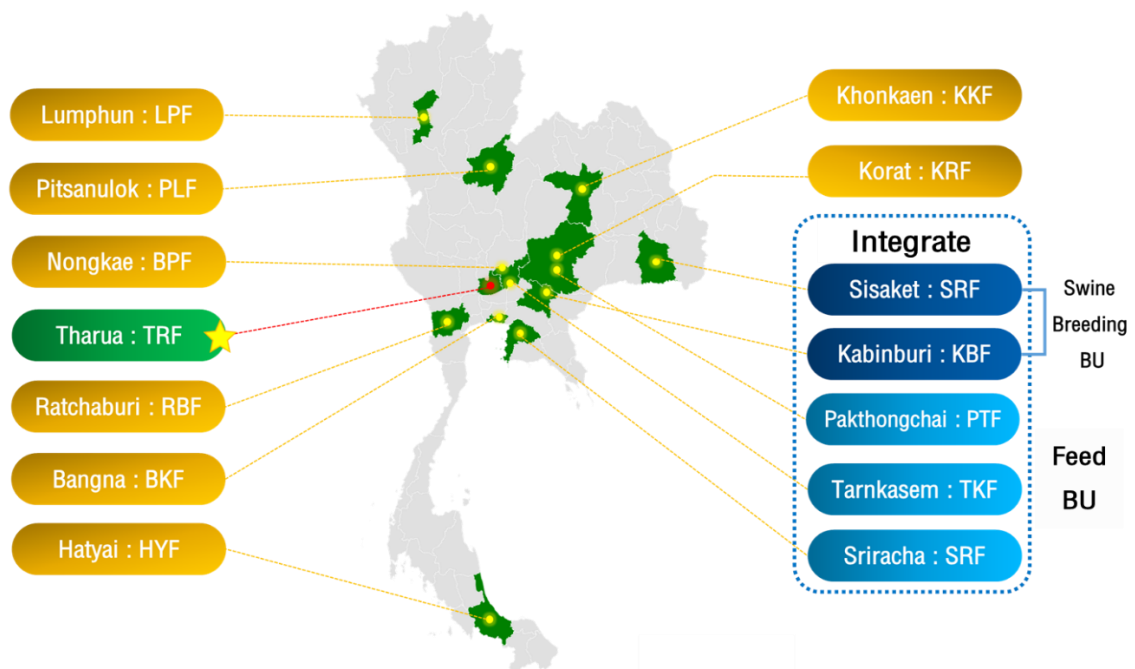 Lumphun : LPF
Pitsanulok : PLF
Nongkae : BPF
Tharua : TRF
Ratchaburi : RBF
Bangna : BKF
Hatyai : HYF
Khonkaen : KKF
Korat : KRF
Integrate
Sisaket : SRF
Kabinburi : KBF
Pakthongchai : PTF
Tarnkasem : TKF
Sriracha : SRF
Swine
Breeding
BU
Feed
BU